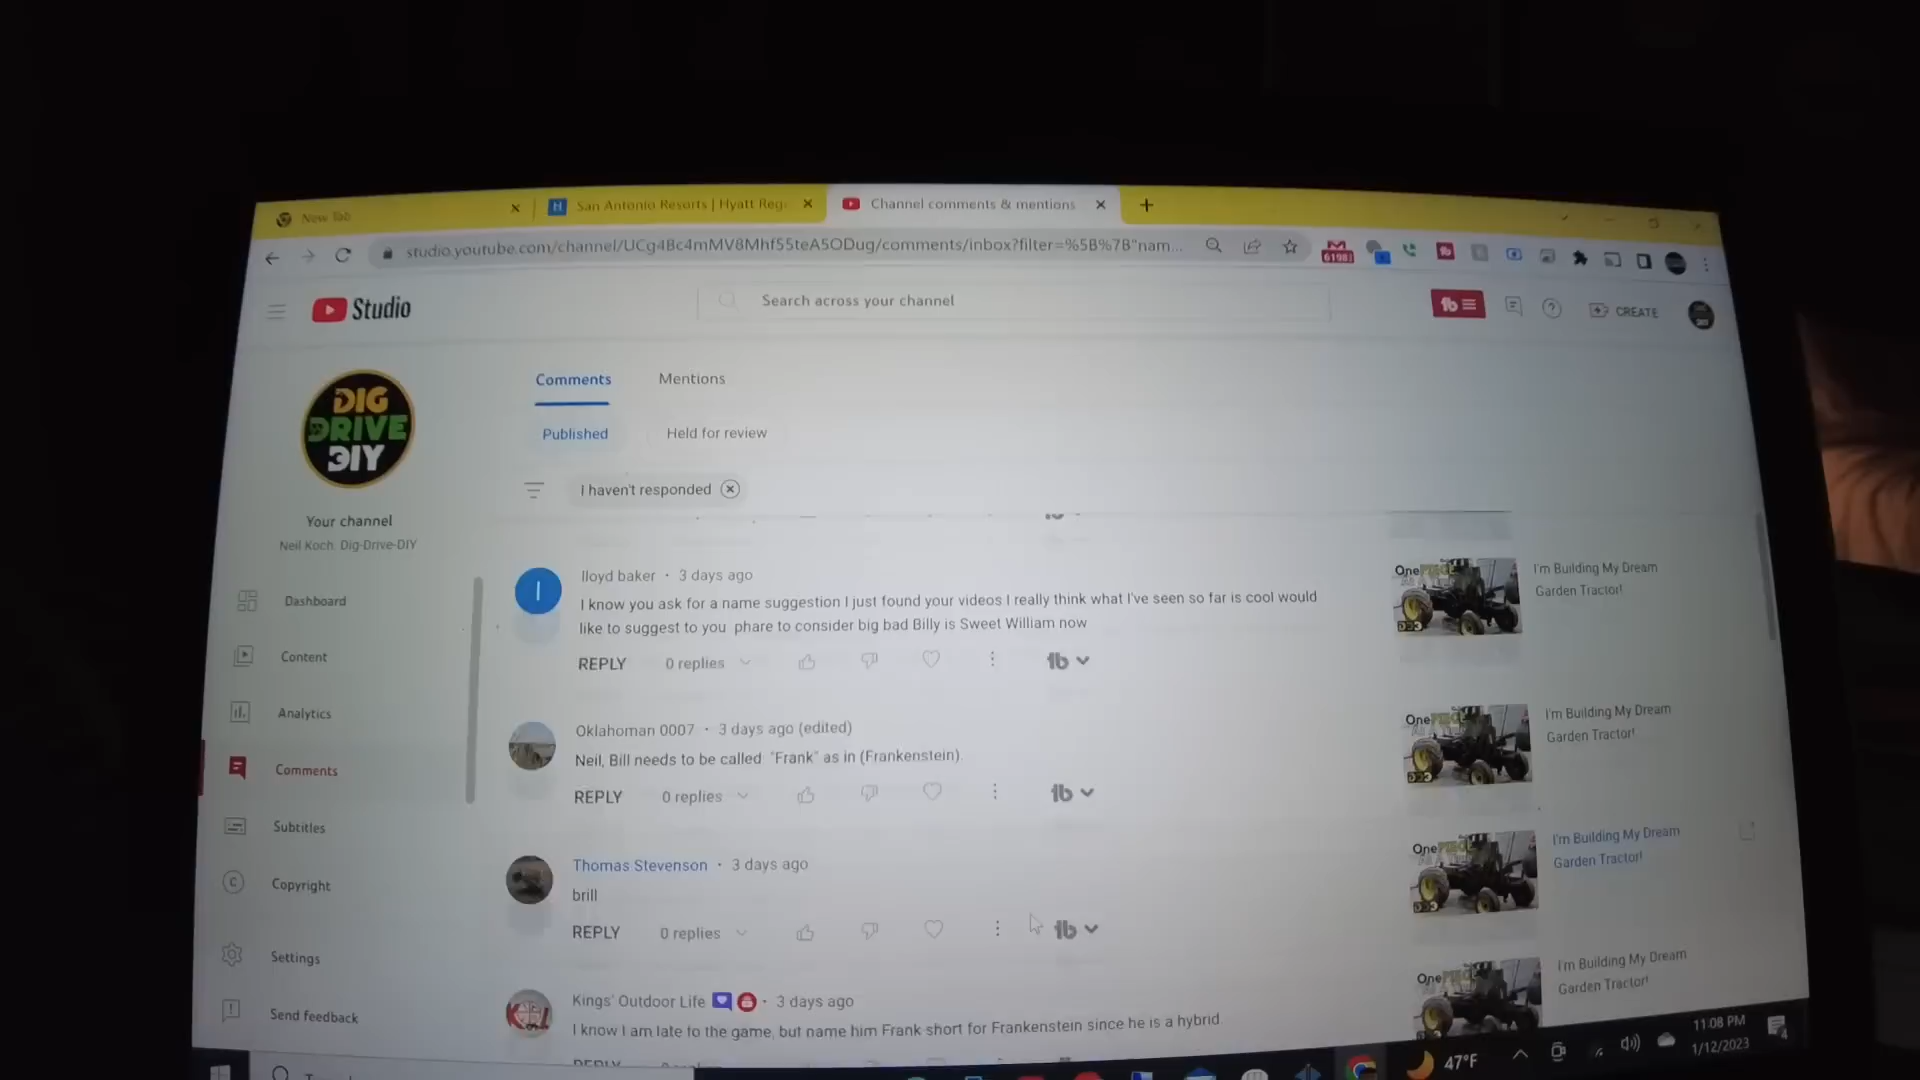 New Tab
San Antonio Resorts | Hyatt Reg
Channel comments & mentions
studio.youtube.com/channel/UCg4Bc4mMV8Mhf55teA5ODug/comments/inbox?filter=%5B%7B"nam...
6198
Studio
Search across your channel
CREATE
DIG
DRIVE
DIY
Your channel
Neil Koch. Dig-Drive-DIY
Dashboard
Content
Analytics
Comments
Subtitles
Copyright
Settings
Send feedback
Comments
Mentions
Published
Held for review
I haven't responded
lloyd baker · 3 days ago
I know you ask for a name suggestion I just found your videos I really think what I've seen so far is cool would
like to suggest to you phare to consider big bad Billy is Sweet William now
REPLY 0 replies
I'm Building My Dream
Garden Tractor!
Oklahoman 0007 · 3 days ago (edited)
Neil, Bill needs to be called "Frank" as in (Frankenstein).
REPLY 0 replies
I'm Building My Dream
Garden Tractor!
Thomas Stevenson · 3 days ago
brill
REPLY 0 replies
I'm Building My Dream
Garden Tractor!
Kings' Outdoor Life · 3 days ago
I know I am late to the game, but name him Frank short for Frankenstein since he is a hybrid
REPLY
I'm Building My Dream
Garden Tractor!
47°F
11:08 PM
1/12/2023
4